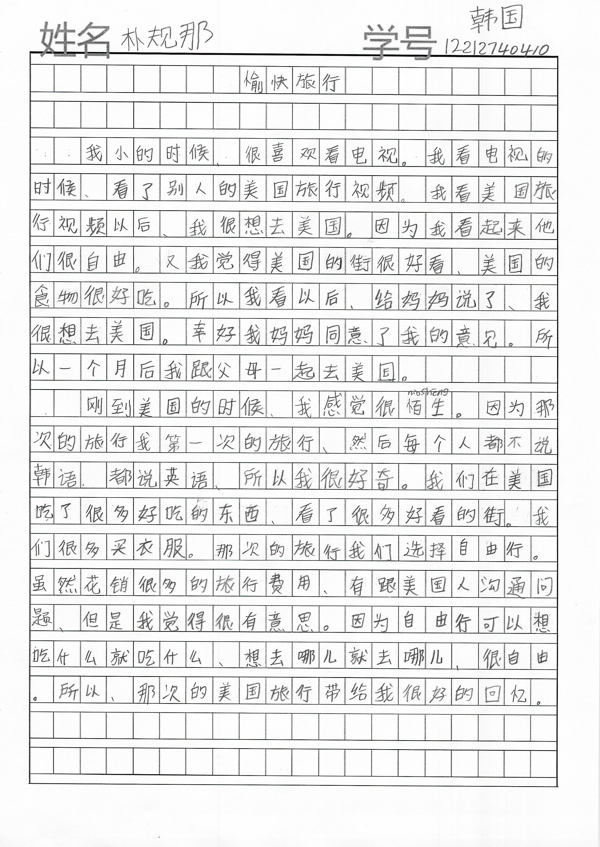 韩国
姓名 朴规那 学号 12212740410
愉快旅行
我小的时候、很喜欢看电视。我看电视的
时候、看了别人的美国旅行视频。我看美国旅
行视频以后、我很想去美国。因为我看起来他
们很自由。又我觉得美国的街很好看、美国的
食物很好吃。所以我看以后、给妈妈说了、我
很想去美国。幸好我妈妈同意了我的意见。所
以一个月后我跟父母一起去美国。
mòshēng
刚到美国的时候、我感觉很陌生。因为那
次的旅行我第一次的旅行、然后每个人都不说
韩语、都说英语、所以我很好奇。我们在美国
吃了很多好吃的东西、看了很多好看的街。我
们很多买衣服。那次的旅行我们选择自由行。
虽然花销很多的旅行费用、有跟美国人沟通问
题、但是我觉得很有意思。因为自由行可以想
吃什么就吃什么、想去哪儿就去哪儿、很自由
。所以、那次的美国旅行带给我很好的回忆。